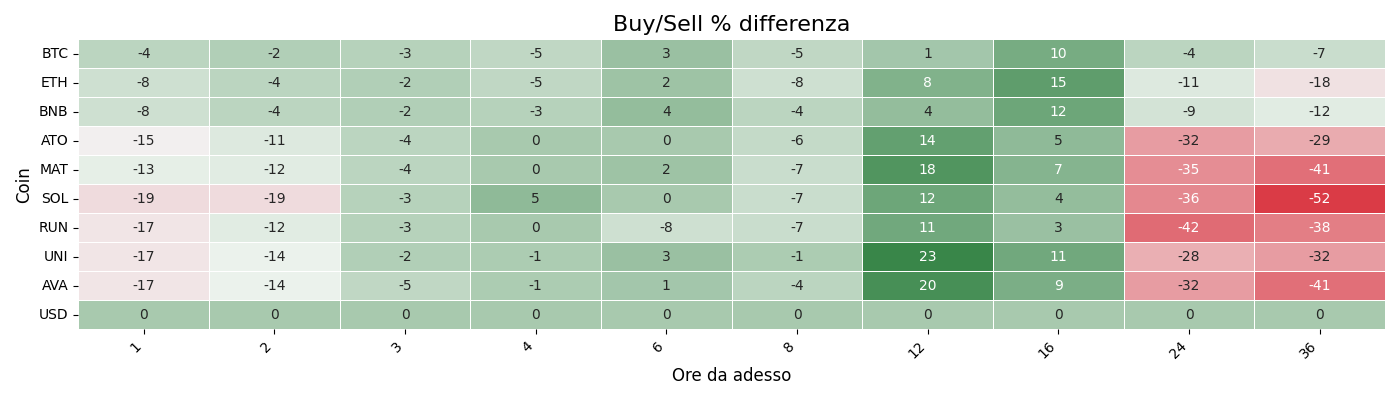 Buy/Sell % differenza
Coin
BTC -4 -2 -3 -5 3 -5 1 10 -4 -7
ETH -8 -4 -2 -5 2 -8 8 15 -11 -18
BNB -8 -4 -2 -3 4 -4 4 12 -9 -12
ATO -15 -11 -4 0 0 -6 14 5 -32 -29
MAT -13 -12 -4 0 2 -7 18 7 -35 -41
SOL -19 -19 -3 5 0 -7 12 4 -36 -52
RUN -17 -12 -3 0 -8 -7 11 3 -42 -38
UNI -17 -14 -2 -1 3 -1 23 11 -28 -32
AVA -17 -14 -5 -1 1 -4 20 9 -32 -41
USD 0 0 0 0 0 0 0 0 0 0
1 2 3 4 6 8 12 16 24 36
Ore da adesso